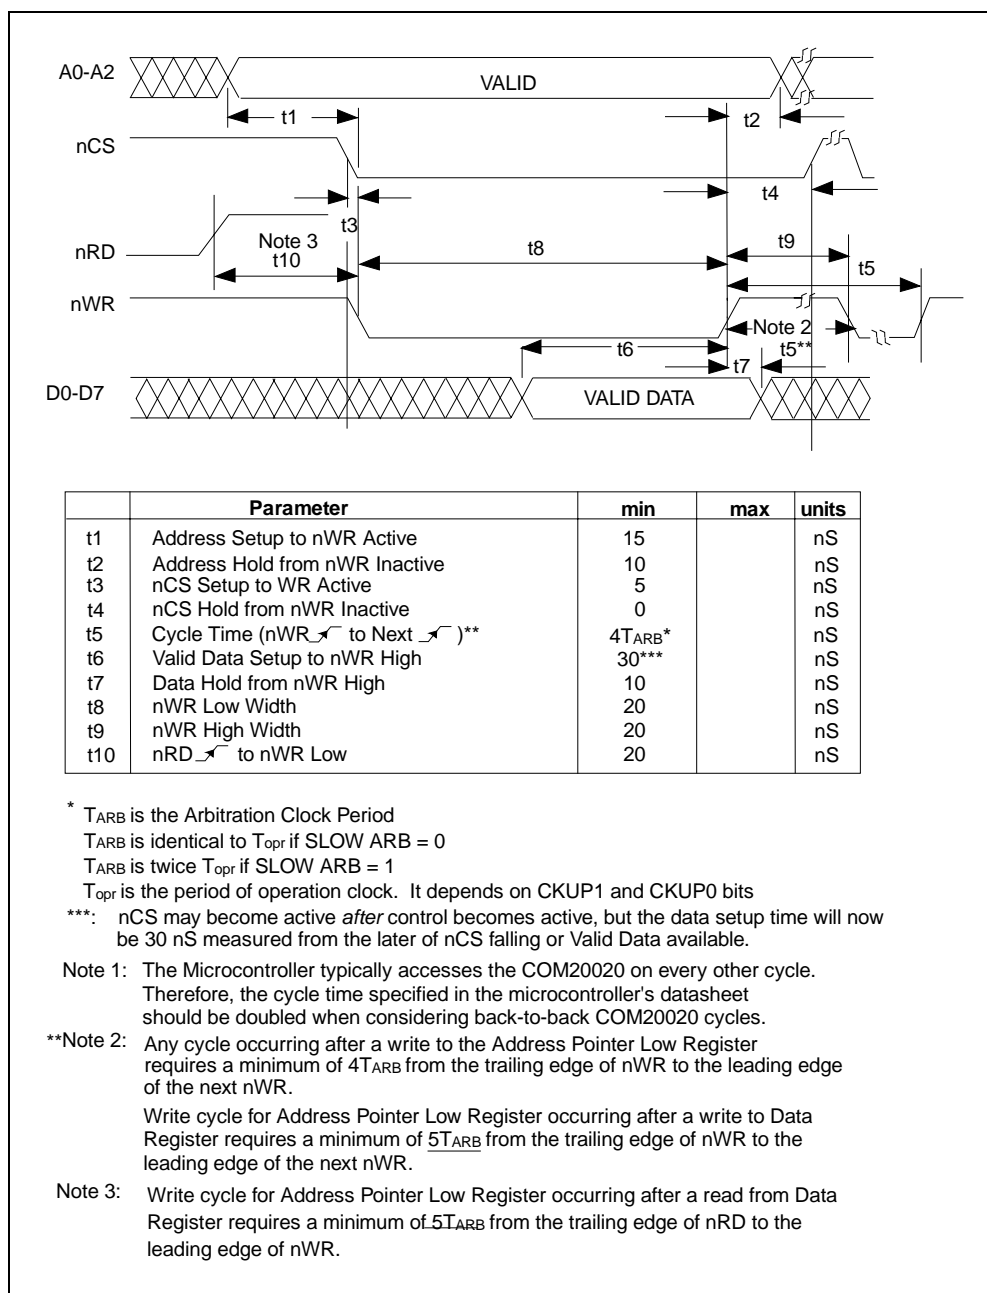 A0-A2
VALID
t1
t2
nCS
t3
t4
nRD
Note 3
t10
t8
t9
t5
nWR
Note 2
t5**
t6
t7
D0-D7
VALID DATA
Parameter min max units
t1 Address Setup to nWR Active 15 nS
t2 Address Hold from nWR Inactive 10 nS
t3 nCS Setup to WR Active 5 nS
t4 nCS Hold from nWR Inactive 0 nS
t5 Cycle Time (nWR to Next )** 4TARB* nS
t6 Valid Data Setup to nWR High 30*** nS
t7 Data Hold from nWR High 10 nS
t8 nWR Low Width 20 nS
t9 nWR High Width 20 nS
t10 nRD to nWR Low 20 nS
* TARB is the Arbitration Clock Period
TARB is identical to Topr if SLOW ARB = 0
TARB is twice Topr if SLOW ARB = 1
Topr is the period of operation clock. It depends on CKUP1 and CKUP0 bits
***: nCS may become active after control becomes active, but the data setup time will now
be 30 nS measured from the later of nCS falling or Valid Data available.
Note 1: The Microcontroller typically accesses the COM20020 on every other cycle.
Therefore, the cycle time specified in the microcontroller's datasheet
should be doubled when considering back-to-back COM20020 cycles.
**Note 2: Any cycle occurring after a write to the Address Pointer Low Register
requires a minimum of 4TARB from the trailing edge of nWR to the leading edge
of the next nWR.
Write cycle for Address Pointer Low Register occurring after a write to Data
Register requires a minimum of 5TARB from the trailing edge of nWR to the
leading edge of the next nWR.
Note 3: Write cycle for Address Pointer Low Register occurring after a read from Data
Register requires a minimum of 5TARB from the trailing edge of nRD to the
leading edge of nWR.